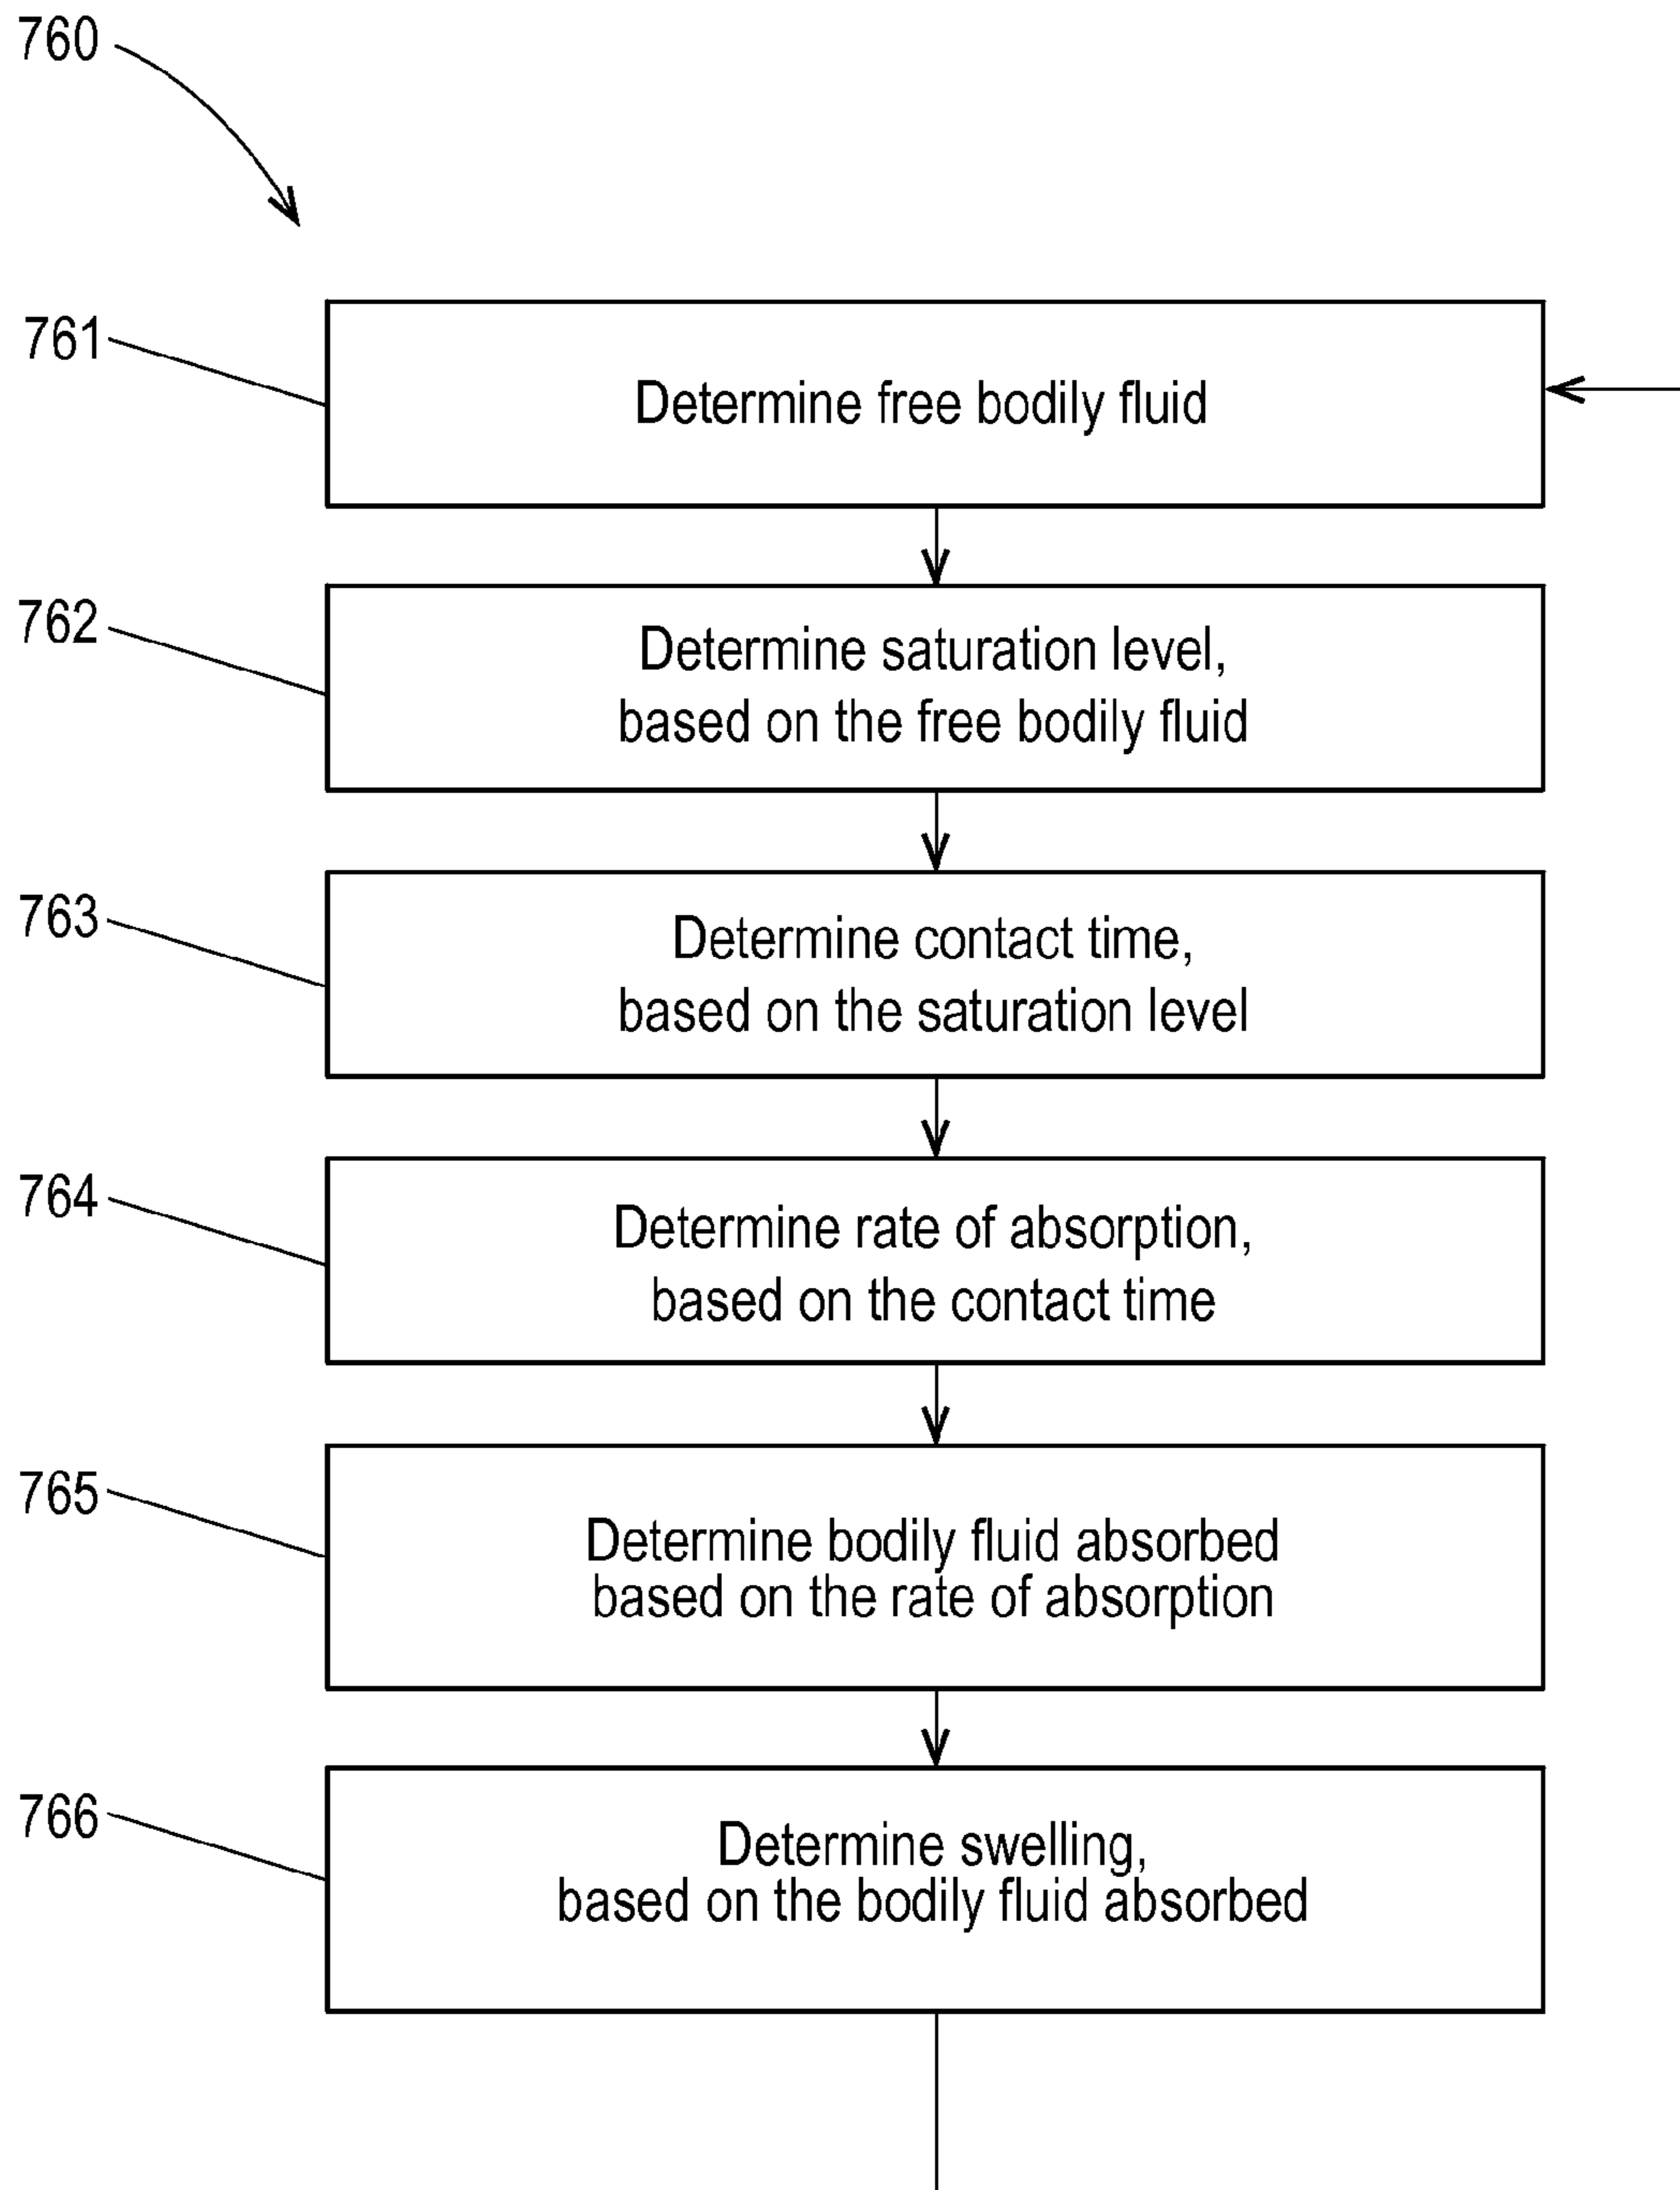 760
761
Determine free bodily fluid
762
Determine saturation level,
based on the free bodily fluid
763
Determine contact time,
based on the saturation level
764
Determine rate of absorption,
based on the contact time
765
Determine bodily fluid absorbed
based on the rate of absorption
766
Determine swelling,
based on the bodily fluid absorbed